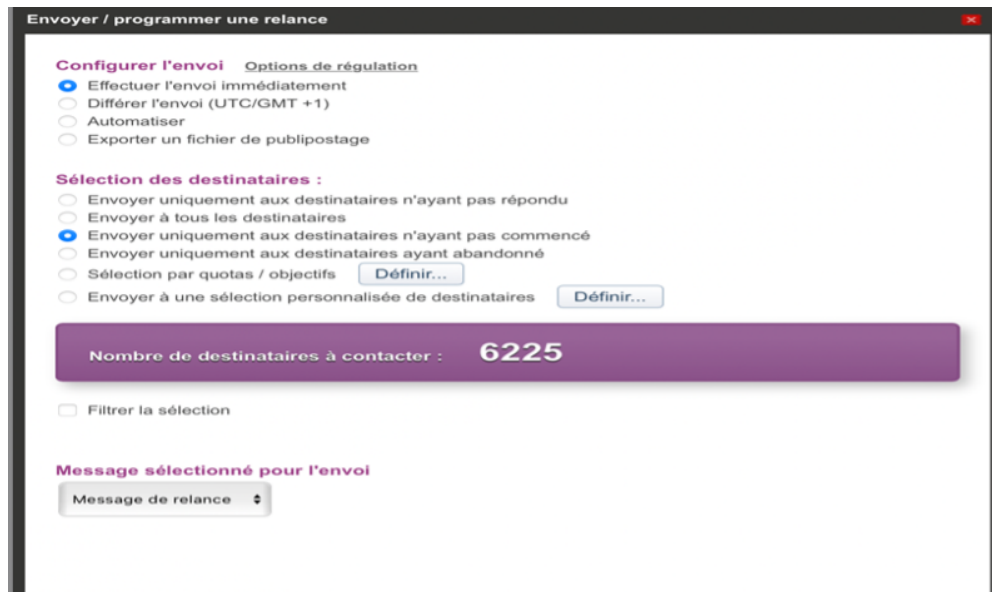 Envoyer / programmer une relance
Configurer l'envoi Options de régulation
Effectuer l'envoi immédiatement
Différer l'envoi (UTC/GMT +1)
Automatiser
Exporter un fichier de publipostage
Sélection des destinataires :
Envoyer uniquement aux destinataires n'ayant pas répondu
Envoyer à tous les destinataires
Envoyer uniquement aux destinataires n'ayant pas commencé
Envoyer uniquement aux destinataires ayant abandonné
Sélection par quotas / objectifs Définir...
Envoyer à une sélection personnalisée de destinataires Définir...
Nombre de destinataires à contacter : 6225
Filtrer la sélection
Message sélectionné pour l'envoi
Message de relance